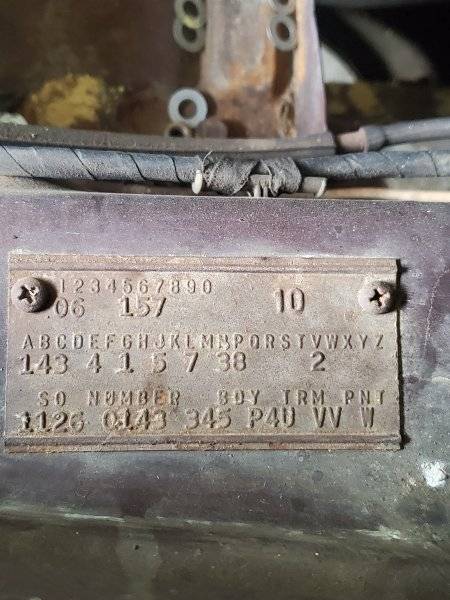 1234567890
06 157 10
ABCDEFGHJKLMNPQRSTVWXYZ
143 4 1 5 7 38 2
SO NUMBER BDY TRM PNT
1126 0143 345 P4U VV W